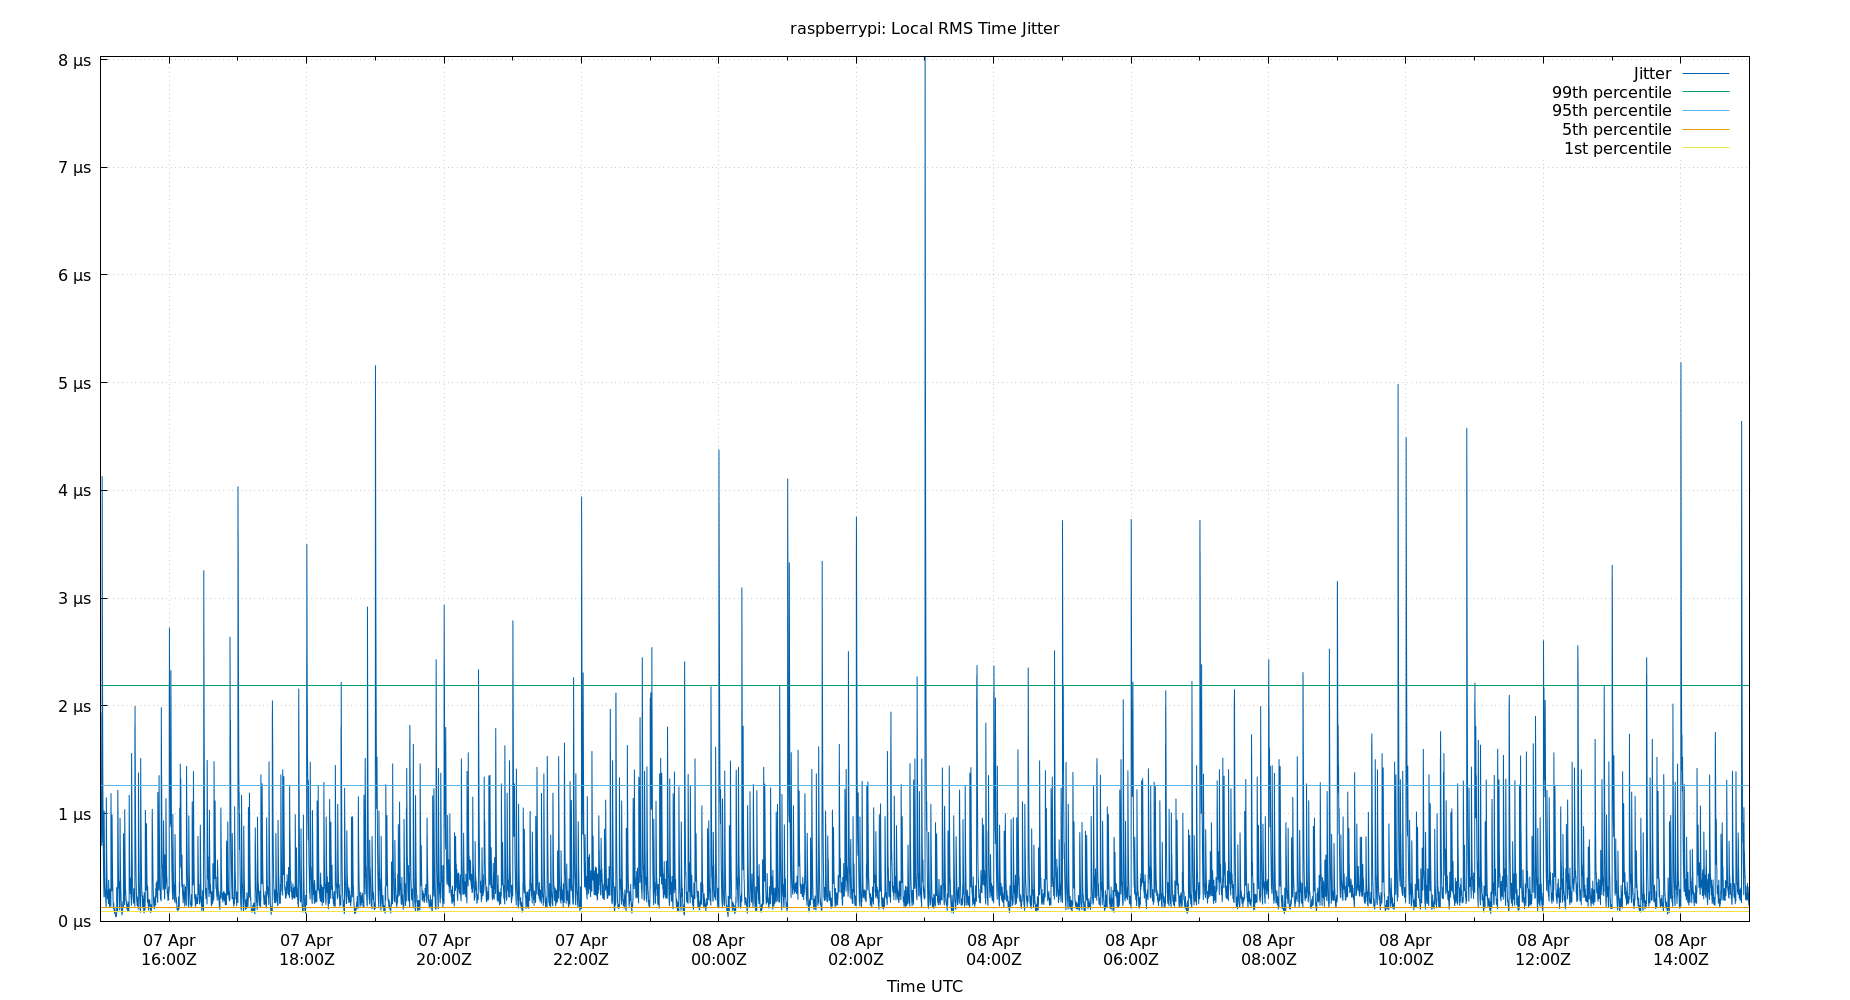 raspberrypi: Local RMS Time Jitter
8 µs
7 µs
6 µs
5 µs
4 µs
3 µs
2 µs
1 µs
0 µs
Jitter
99th percentile
95th percentile
5th percentile
1st percentile
07 Apr 07 Apr 07 Apr 07 Apr 08 Apr 08 Apr 08 Apr 08 Apr 08 Apr 08 Apr 08 Apr 08 Apr
16:00Z 18:00Z 20:00Z 22:00Z 00:00Z 02:00Z 04:00Z 06:00Z 08:00Z 10:00Z 12:00Z 14:00Z
Time UTC